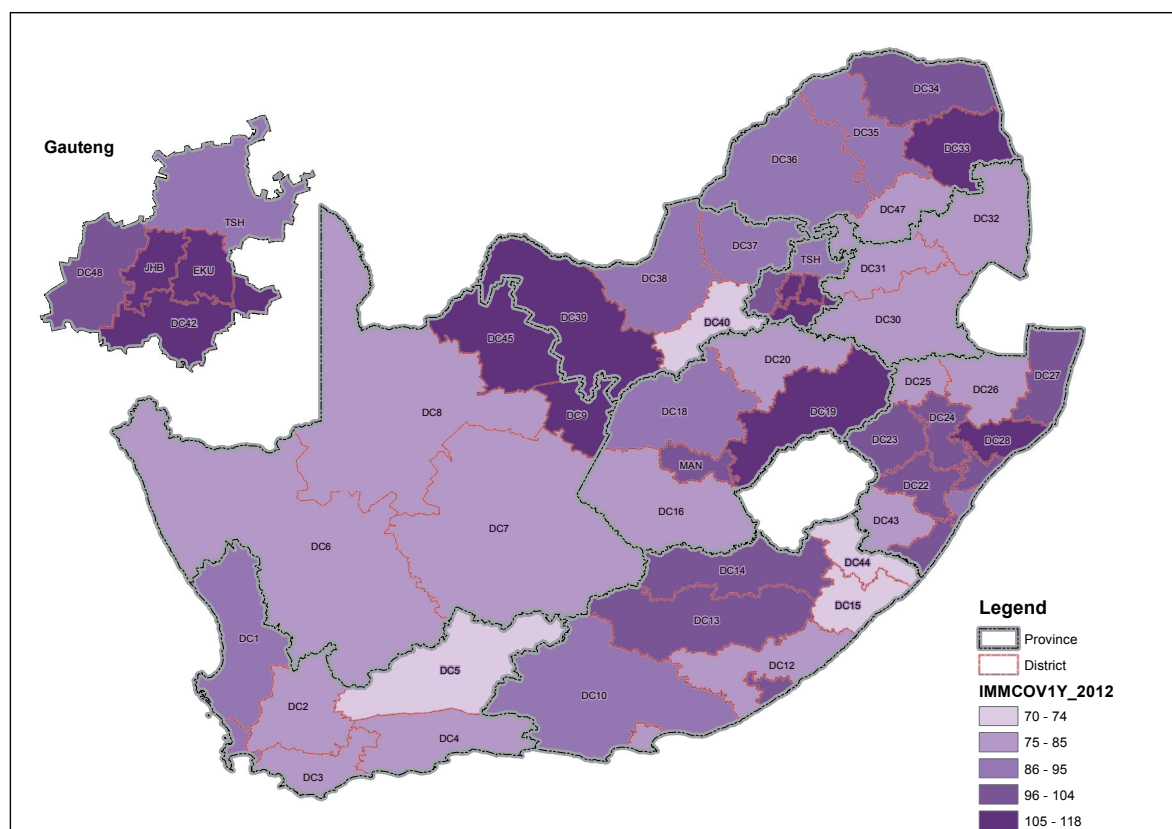 Gauteng
TSH
DC48
JHB
EKU
DC42
DC34
DC35
DC33
DC36
DC47
DC32
DC37
TSH
DC38
DC31
DC39
DC40
DC30
DC45
DC20
DC25
DC26
DC27
DC8
DC9
DC18
DC19
DC24
DC28
DC23
MAN
DC22
DC16
DC43
DC7
DC6
DC44
DC14
DC15
DC13
DC1
DC12
DC5
DC10
DC2
DC4
DC3
Legend
Province
District
IMMCOV1Y_2012
70 - 74
75 - 85
86 - 95
96 - 104
105 - 118